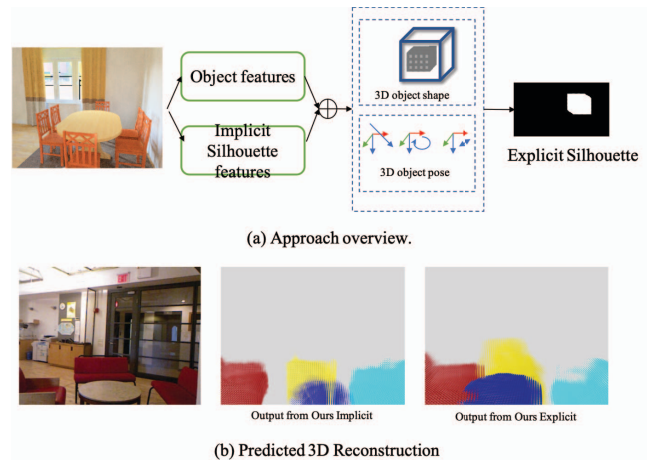 Object features
Implicit
Silhouette
features
3D object shape
3D object pose
Explicit Silhouette
(a) Approach overview.
Output from Ours Implicit
Output from Ours Explicit
(b) Predicted 3D Reconstruction